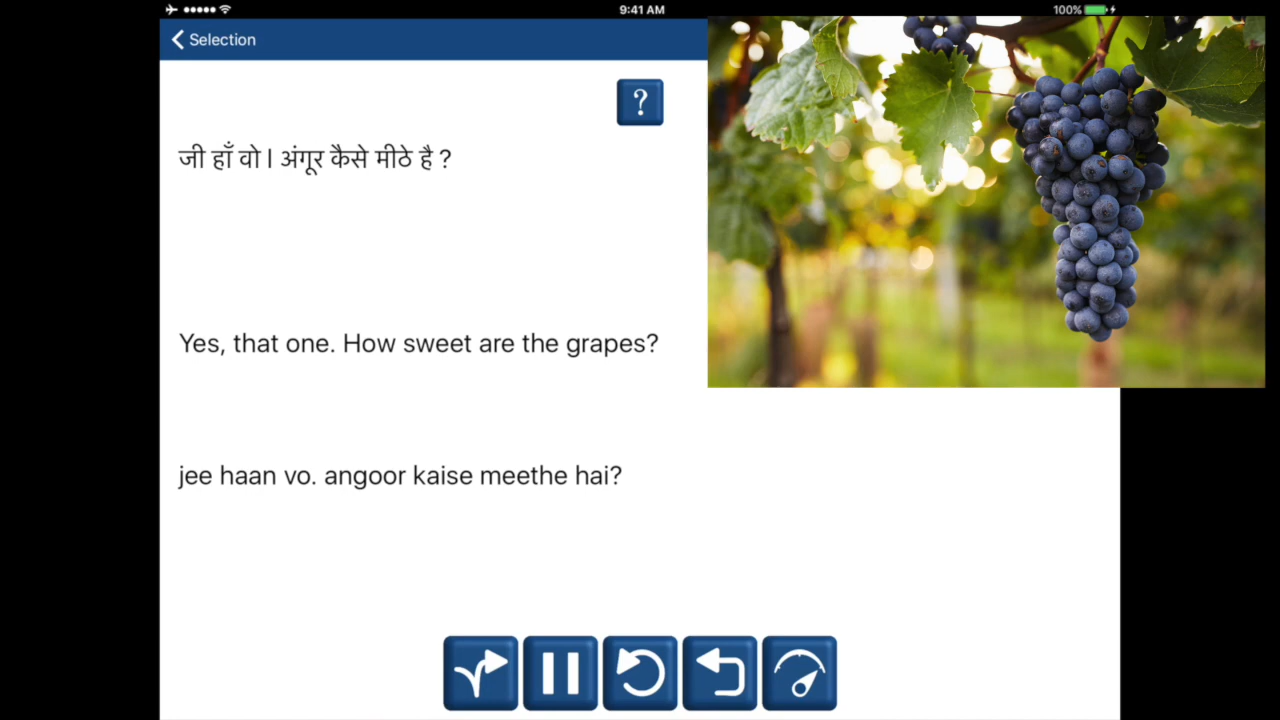 9:41 AM
100%
Selection
?
जी हाँ वो l अंगूर कैसे मीठे है ?
Yes, that one. How sweet are the grapes?
jee haan vo. angoor kaise meethe hai?